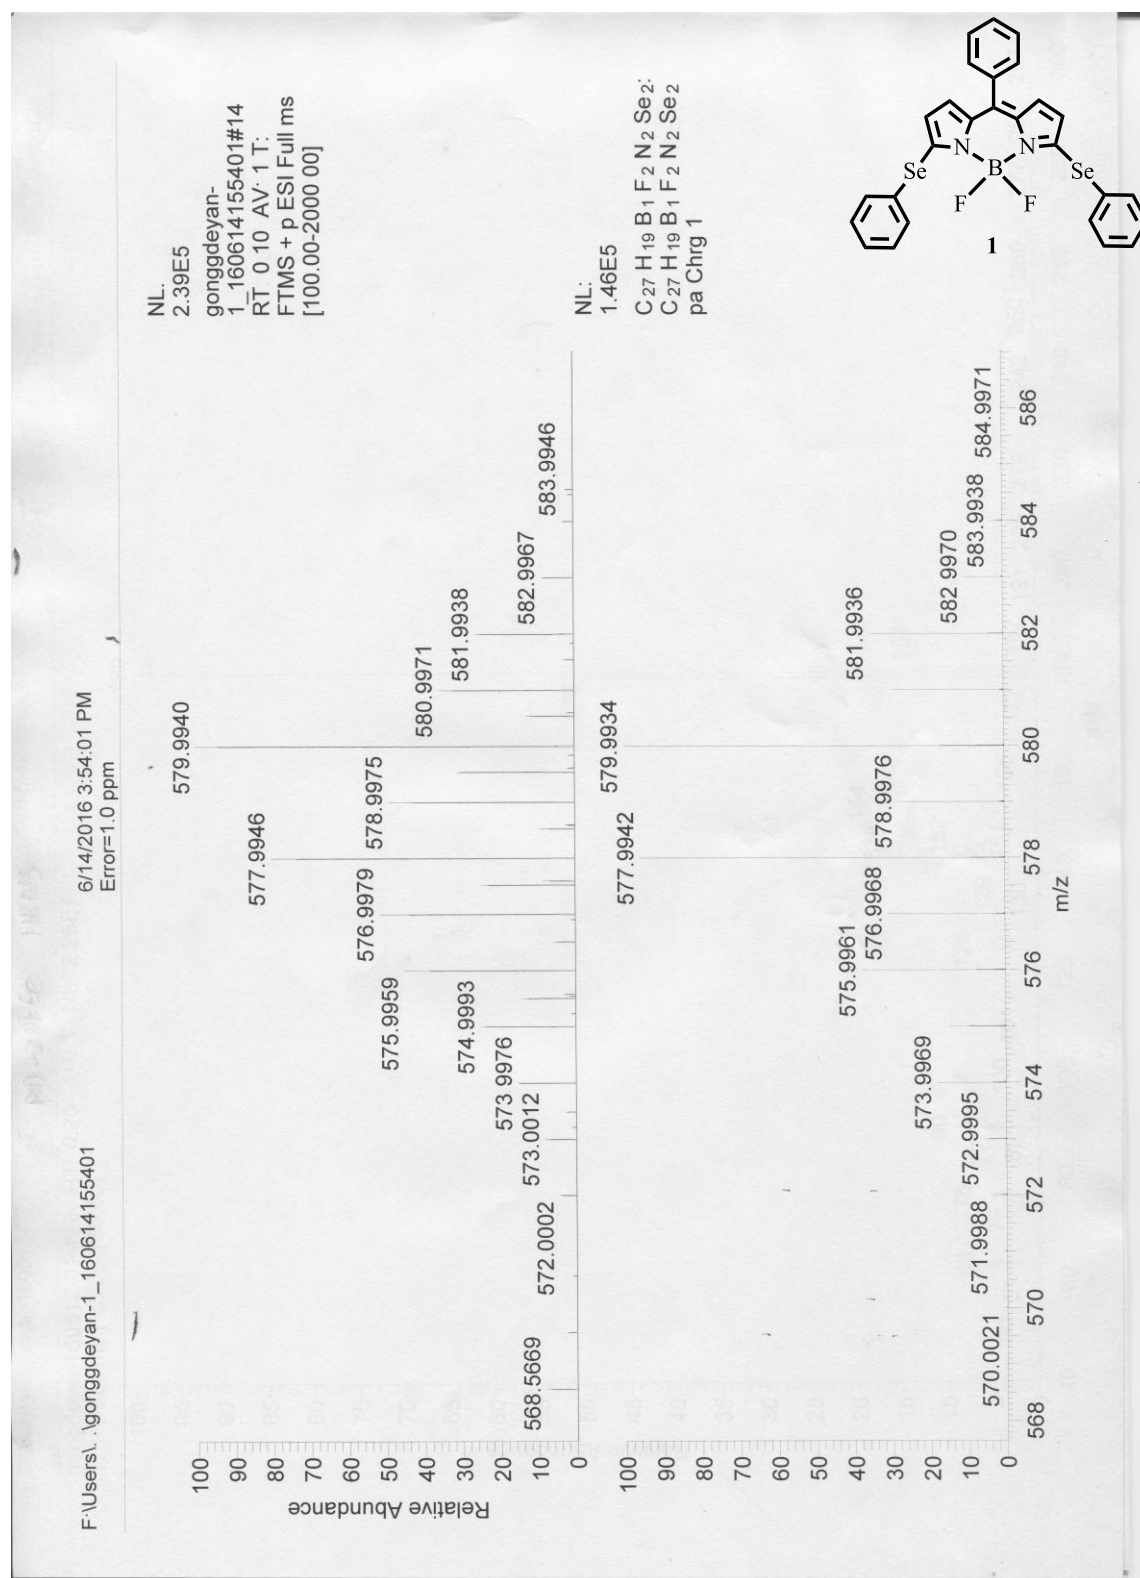 F:\Users\. .\gonggdeyan-1_160614155401
6/14/2016 3:54:01 PM
Error=1.0 ppm
NL:
2.39E5
gonggdeyan-
1_160614155401#14
RT 0 10 AV· 1 T:
FTMS + p ESI Full ms
[100.00-2000 00]
Relative Abundance
100
90
80
70
60
50
40
30
20
10
0
568.5669
572.0002
573.0012
573 9976
574.9993
575.9959
576.9979
577.9946
578.9975
579.9940
580.9971
581.9938
582.9967
583.9946
NL:
1.46E5
C27 H19 B1 F2 N2 Se2:
C27 H19 B1 F2 N2 Se2
pa Chrg 1
100
90
80
70
60
50
40
30
20
10
0
570.0021
571.9988
572.9995
573.9969
575.9961
576.9968
577.9942
578.9976
579.9934
581.9936
582 9970
583.9938
584.9971
568
570
572
574
576
578
580
582
584
586
m/z
Se
N
B
N
Se
F
F
1